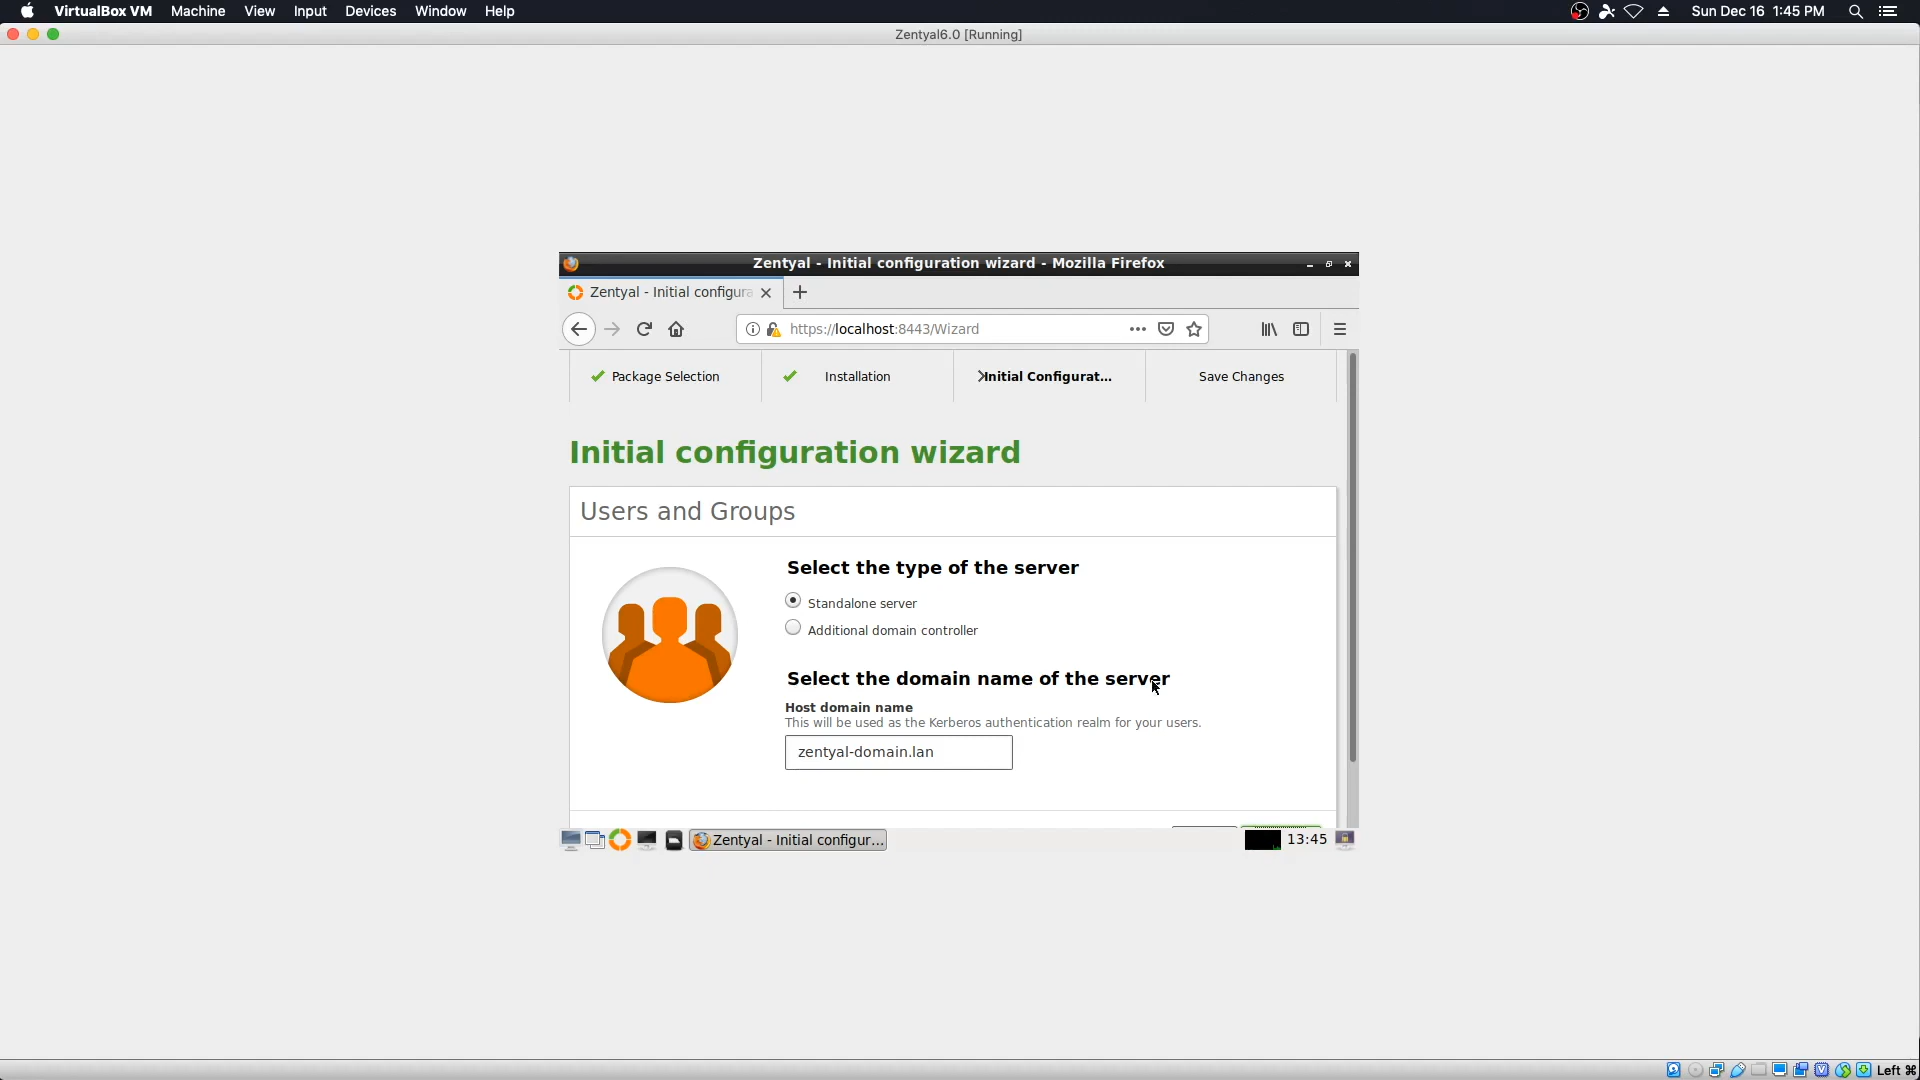 VirtualBox VM Machine View Input Devices Window Help Sun Dec 16 1:45 PM
Zentyal6.0 [Running]
Zentyal - Initial configuration wizard - Mozilla Firefox
Zentyal - Initial configura
https://localhost:8443/Wizard
Package Selection Installation Initial Configurat... Save Changes
Initial configuration wizard
Users and Groups
Select the type of the server
Standalone server
Additional domain controller
Select the domain name of the server
Host domain name
This will be used as the Kerberos authentication realm for your users.
zentyal-domain.lan
Zentyal - Initial configur... 13:45
Left ⌘